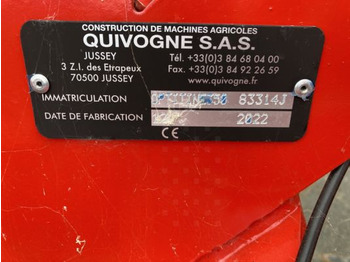 CONSTRUCTION DE MACHINES AGRICOLES
QUIVOGNE S.A.S.
JUSSEY
3 Z.I. des Etrapeux
70500 JUSSEY
Tél. +33(0)3 84 68 04 00
Fax. +33(0)3 84 92 26 59
www.quivogne.fr
IMMATRICULATION 83314J
DATE DE FABRICATION 2022
CE